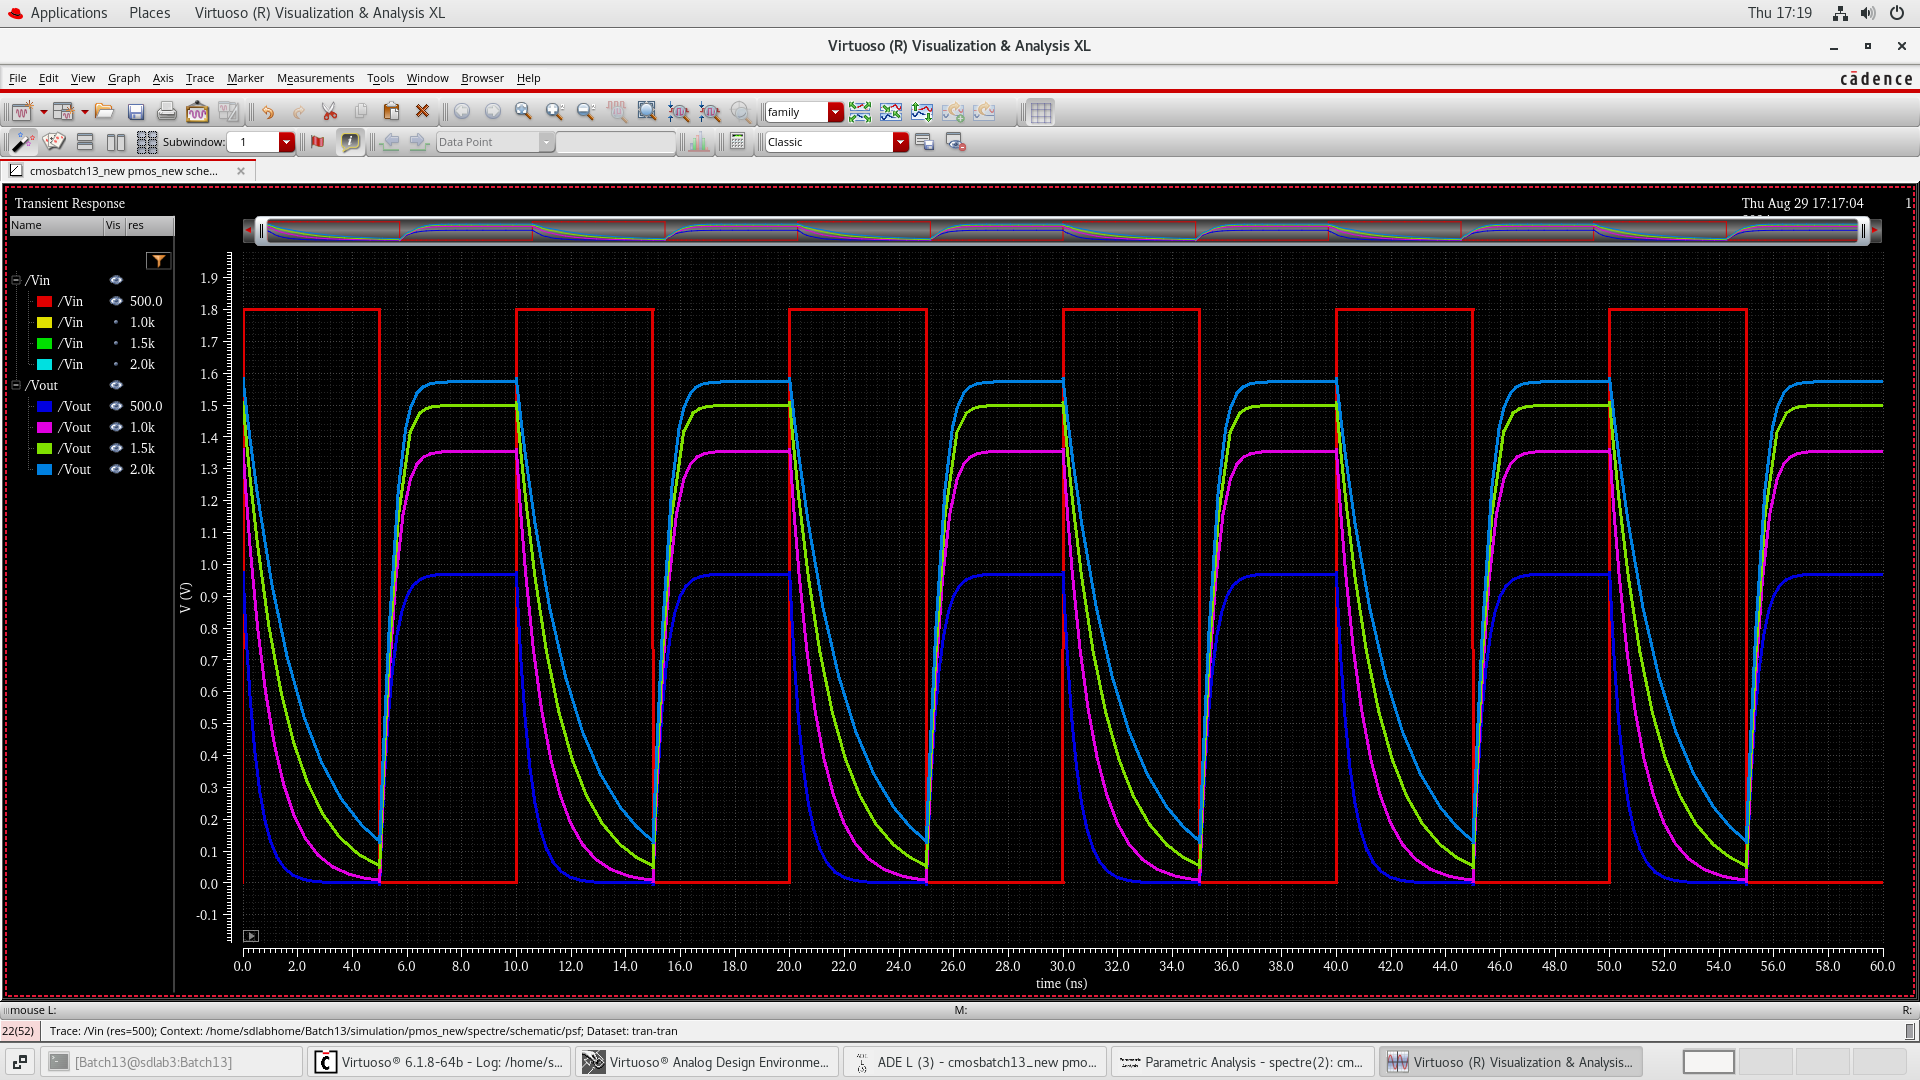 Applications Places Virtuoso (R) Visualization & Analysis XL Thu 17:19
Virtuoso (R) Visualization & Analysis XL
File Edit View Graph Axis Trace Marker Measurements Tools Window Browser Help cādence
family
Subwindow: 1 Data Point Classic
cmosbatch13_new pmos_new sche...
Transient Response Thu Aug 29 17:17:04 1
Name Vis res
/Vin
/Vin 500.0
/Vin 1.0k
/Vin 1.5k
/Vin 2.0k
/Vout
/Vout 500.0
/Vout 1.0k
/Vout 1.5k
/Vout 2.0k
1.9
1.8
1.7
1.6
1.5
1.4
1.3
1.2
1.1
1.0
0.9
0.8
0.7
0.6
0.5
0.4
0.3
0.2
0.1
0.0
-0.1
V (V)
0.0 2.0 4.0 6.0 8.0 10.0 12.0 14.0 16.0 18.0 20.0 22.0 24.0 26.0 28.0 30.0 32.0 34.0 36.0 38.0 40.0 42.0 44.0 46.0 48.0 50.0 52.0 54.0 56.0 58.0 60.0
time (ns)
mouse L: M: R:
22(52) Trace: /Vin (res=500); Context: /home/sdlabhome/Batch13/simulation/pmos_new/spectre/schematic/psf; Dataset: tran-tran
[Batch13@sdlab3:Batch13] Virtuoso® 6.1.8-64b - Log: /home/s... Virtuoso® Analog Design Environme... ADE L (3) - cmosbatch13_new pmo... Parametric Analysis - spectre(2): cm... Virtuoso (R) Visualization & Analysis...